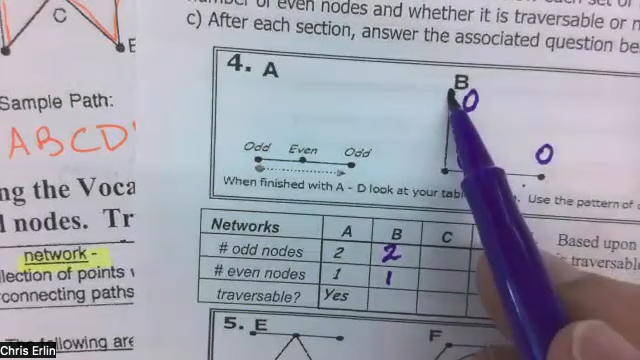 number of even nodes and whether it is traversable or
c) After each section, answer the associated question be
C
E
Sample Path:
ABCD
4. A
B
O
O
Odd Even Odd
When finished with A - D look at your
Use the pattern of
ng the Voca
nodes. Tr
network -
llection of points
connecting paths
The following are
Networks A B C
# odd nodes 2 2
# even nodes 1 1
traversable? Yes
Based upon
traversable
5. E
F
Chris Erlin